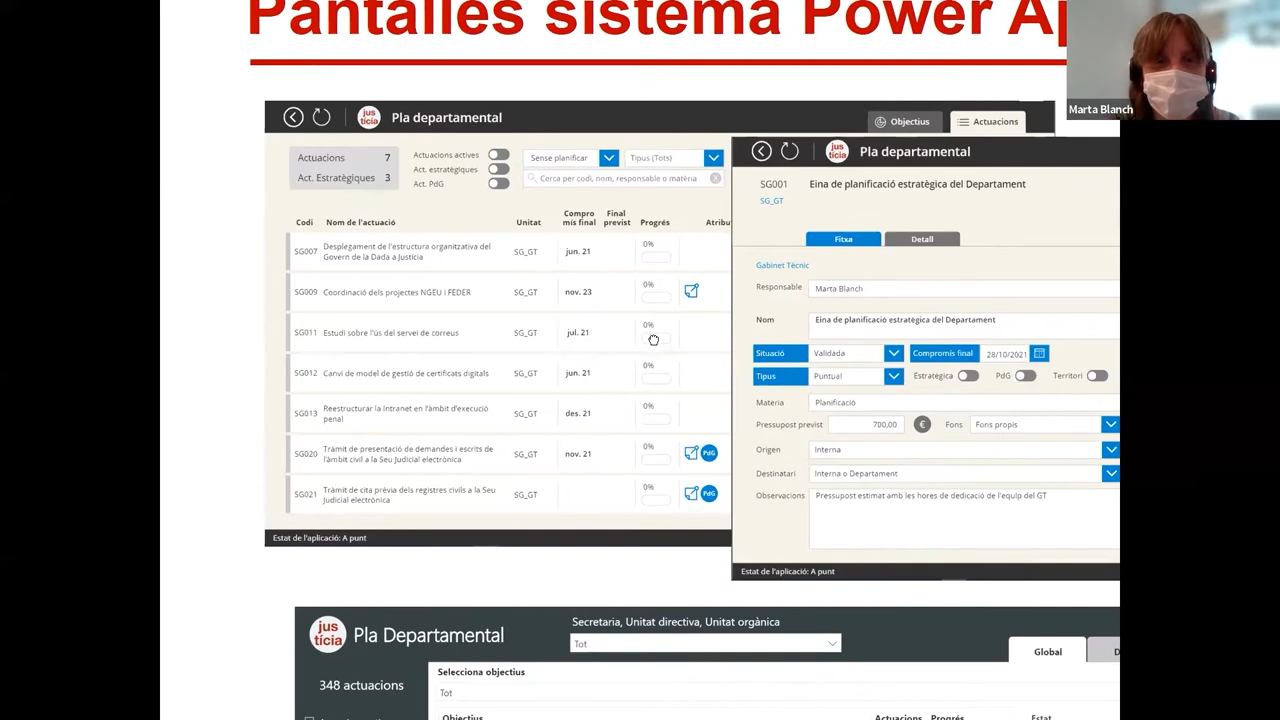 Pantalles sistema Power Ap
Marta Blanch
jus
tícia
Pla departamental
Objectius
Actuacions
Actuacions 7
Act. Estratègiques 3
Actuacions actives
Act. estratègiques
Act. PdG
Sense planificar
Tipus (Tots)
Cerca per codi, nom, responsable o matèria
Codi
Nom de l'actuació
Unitat
Compro
mís final
Final
previst
Progrés
Atribu
SG007
Desplegament de l'estructura organitzativa del
Govern de la Dada a Justícia
SG_GT
jun. 21
0%
SG009
Coordinació dels projectes NGEU i FEDER
SG_GT
nov. 23
0%
SG011
Estudi sobre l'ús del servei de correus
SG_GT
jul. 21
0%
SG012
Canvi de model de gestió de certificats digitals
SG_GT
jun. 21
0%
SG013
Reestructurar la Intranet en l'àmbit d'execució
penal
SG_GT
des. 21
0%
SG020
Tràmit de presentació de demandes i escrits de
l'àmbit civil a la Seu Judicial electrònica
SG_GT
nov. 21
0%
PdG
SG021
Tràmit de cita prèvia dels registres civils a la Seu
Judicial electrònica
SG_GT
0%
PdG
Estat de l'aplicació: A punt
jus
tícia
Pla departamental
SG001
Eina de planificació estratègica del Departament
SG_GT
Fitxa
Detall
Gabinet Tècnic
Responsable
Marta Blanch
Nom
Eina de planificació estratègica del Departament
Situació
Validada
Compromís final
28/10/2021
Tipus
Puntual
Estratègica
PdG
Territori
Materia
Planificació
Pressupost previst
700,00
€
Fons
Fons propis
Origen
Interna
Destinatari
Interna o Departament
Observacions
Pressupost estimat amb les hores de dedicació de l'equip del GT
Estat de l'aplicació: A punt
jus
tícia
Pla Departamental
Secretaria, Unitat directiva, Unitat orgànica
Tot
Global
D
348 actuacions
Selecciona objectius
Tot
Objectius
Actuacions
Progrés
Estat